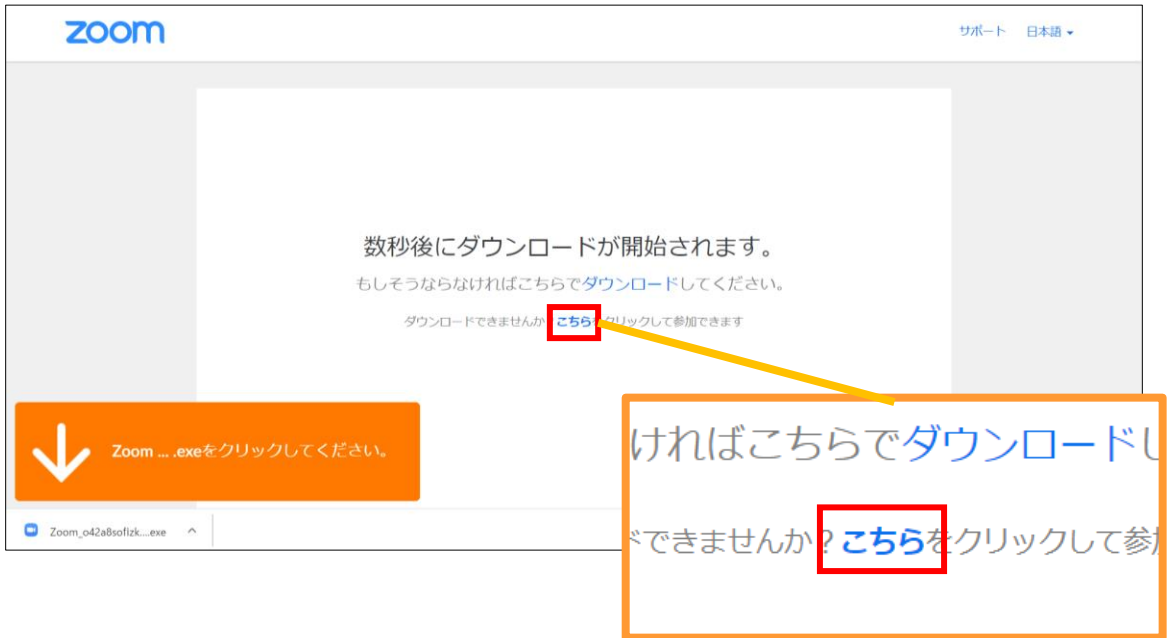 zoom
サポート 日本語
数秒後にダウンロードが開始されます。
もしそうならなければこちらでダウンロードしてください。
ダウンロードできませんか こちらをクリックして参加できます
Zoom ... .exeをクリックしてください。
Zoom_o42a8sofizk....exe
ければこちらでダウンロードし
ドできませんか？こちらをクリックして参加